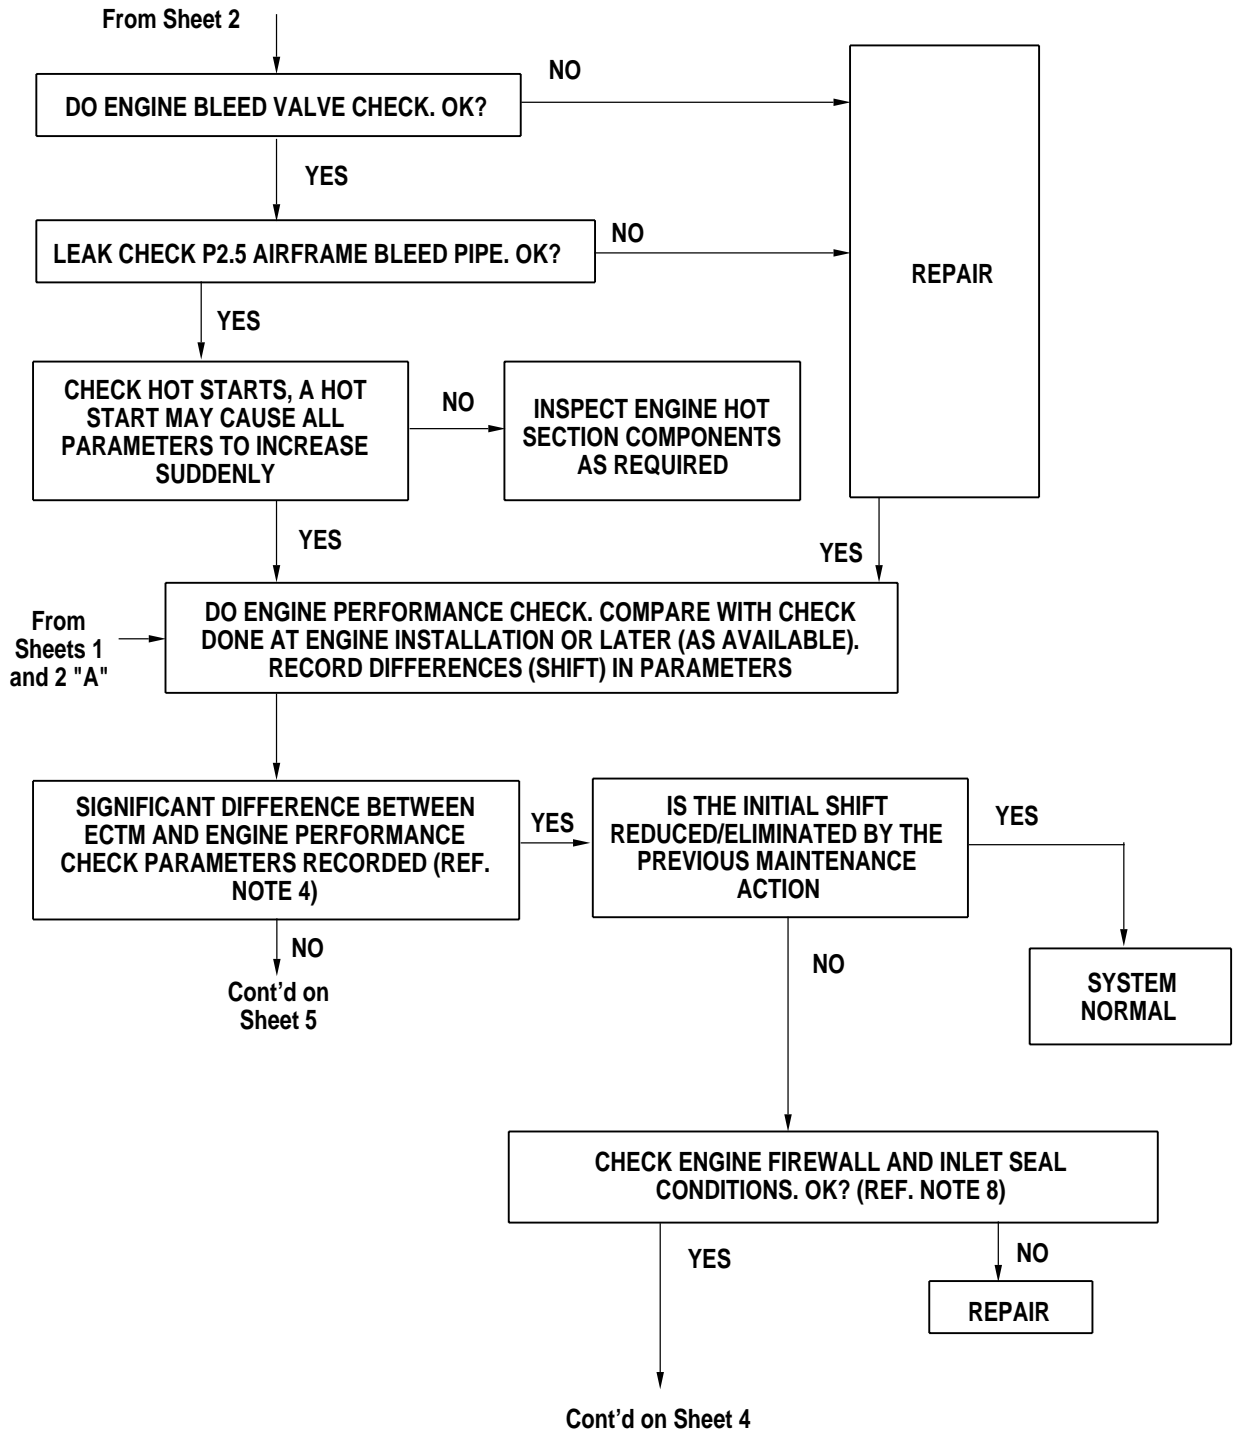 From Sheet 2
NO
DO ENGINE BLEED VALVE CHECK. OK?
YES
NO
LEAK CHECK P2.5 AIRFRAME BLEED PIPE. OK?
REPAIR
YES
CHECK HOT STARTS, A HOT
START MAY CAUSE ALL
PARAMETERS TO INCREASE
SUDDENLY
NO
INSPECT ENGINE HOT
SECTION COMPONENTS
AS REQUIRED
YES
YES
From
Sheets 1
and 2 "A"
DO ENGINE PERFORMANCE CHECK. COMPARE WITH CHECK
DONE AT ENGINE INSTALLATION OR LATER (AS AVAILABLE).
RECORD DIFFERENCES (SHIFT) IN PARAMETERS
SIGNIFICANT DIFFERENCE BETWEEN
ECTM AND ENGINE PERFORMANCE
CHECK PARAMETERS RECORDED (REF.
NOTE 4)
YES
IS THE INITIAL SHIFT
REDUCED/ELIMINATED BY THE
PREVIOUS MAINTENANCE
ACTION
YES
NO
Cont'd on
Sheet 5
NO
SYSTEM
NORMAL
CHECK ENGINE FIREWALL AND INLET SEAL
CONDITIONS. OK? (REF. NOTE 8)
YES
NO
REPAIR
Cont'd on Sheet 4